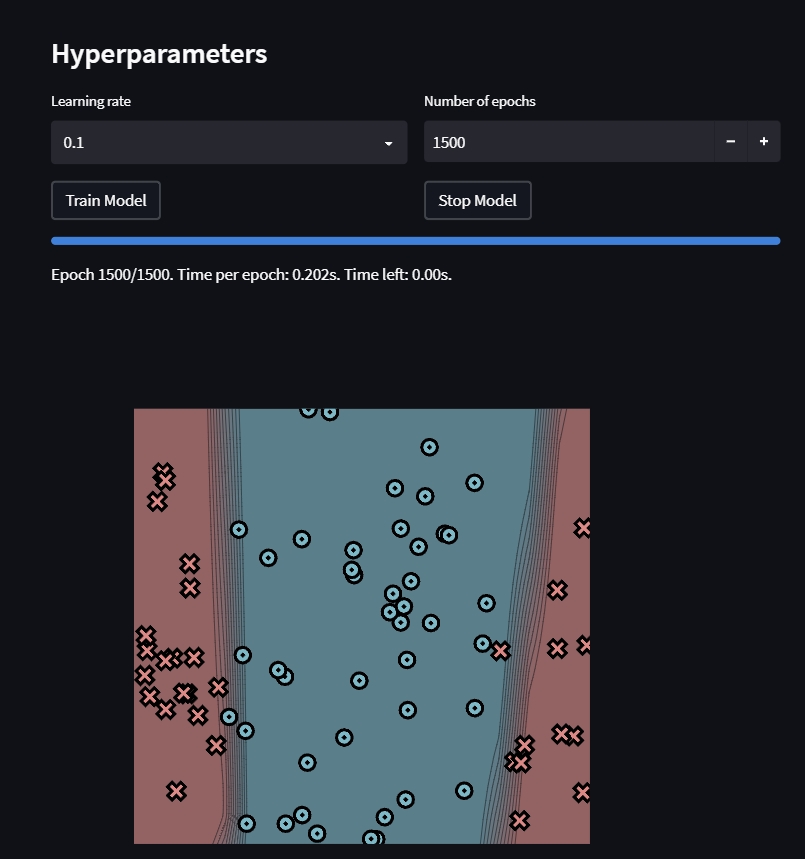 Hyperparameters
Learning rate
Number of epochs
0.1
1500
Train Model
Stop Model
Epoch 1500/1500. Time per epoch: 0.202s. Time left: 0.00s.